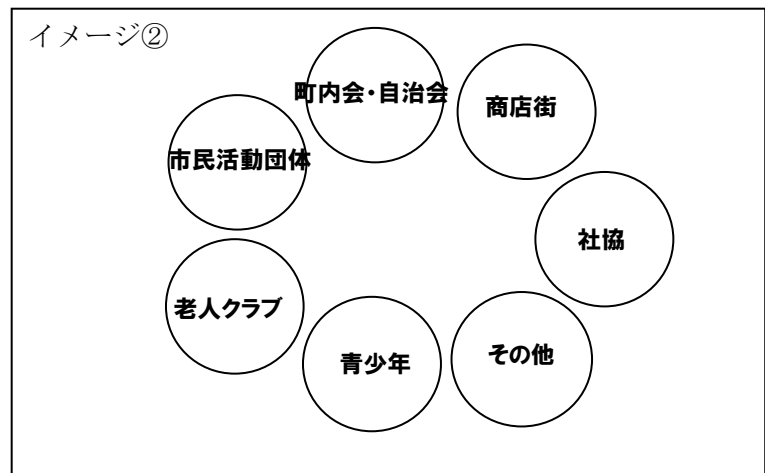 イメージ②
町内会・自治会
商店街
市民活動団体
社協
老人クラブ
青少年
その他